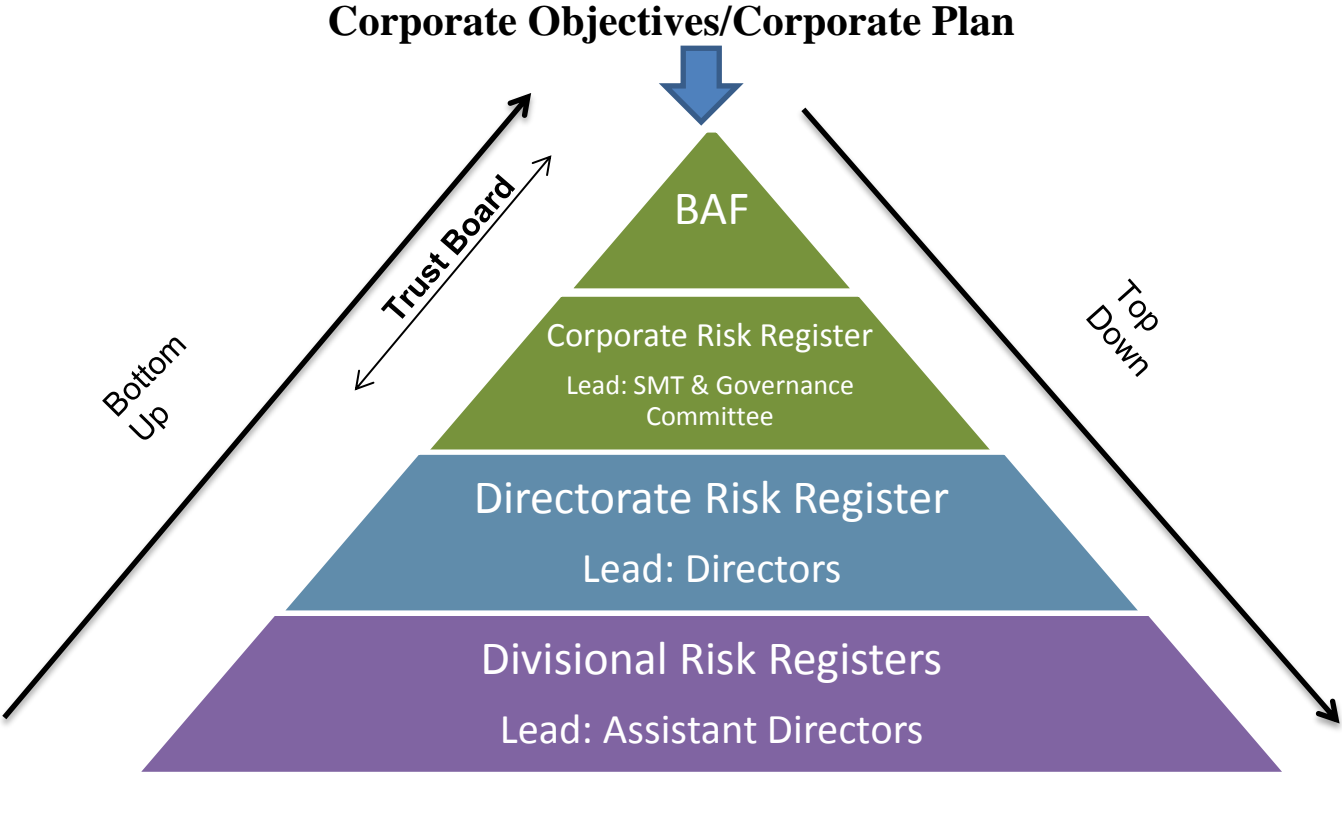 Corporate Objectives/Corporate Plan
BAF
Trust Board
Corporate Risk Register
Lead: SMT & Governance
Committee
Bottom
Up
Top
Down
Directorate Risk Register
Lead: Directors
Divisional Risk Registers
Lead: Assistant Directors